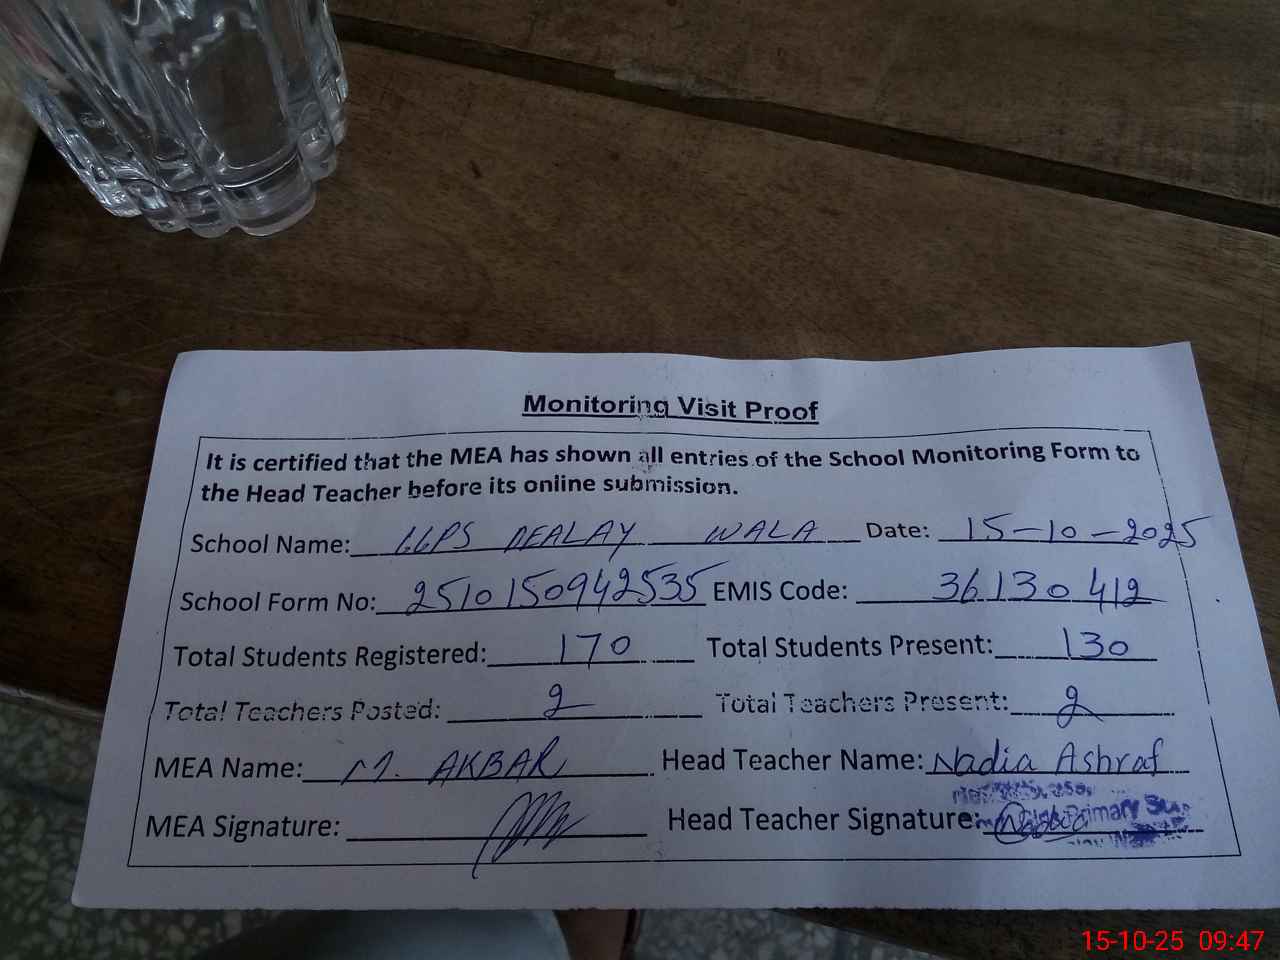 Monitoring Visit Proof
It is certified that the MEA has shown all entries of the School Monitoring Form to
the Head Teacher before its online submission.
School Name: GGPS DEALAY WALA Date: 15-10-2025
School Form No: 2510150942535 EMIS Code: 36130412
Total Students Registered: 170 Total Students Present: 130
Total Teachers Posted: 2 Total Teachers Present: 2
MEA Name: M. AKBAR Head Teacher Name: Nadia Ashraf
MEA Signature: Head Teacher Signature:
Primary
15-10-25 09:47